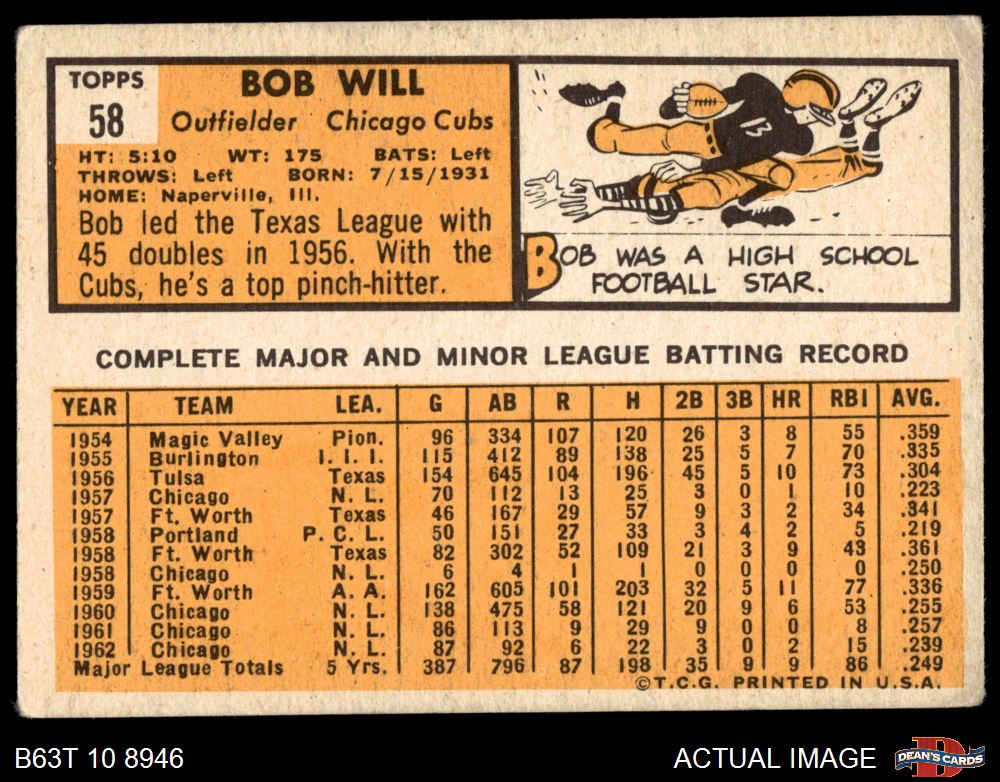 TOPPS
58
BOB WILL
Outfielder Chicago Cubs
HT: 5:10 WT: 175 BATS: Left
THROWS: Left BORN: 7/15/1931
HOME: Naperville, Ill.
Bob led the Texas League with
45 doubles in 1956. With the
Cubs, he's a top pinch-hitter.
13
BOB WAS A HIGH SCHOOL
FOOTBALL STAR.
COMPLETE MAJOR AND MINOR LEAGUE BATTING RECORD
YEAR TEAM LEA. G AB R H 2B 3B HR RBI AVG.
1954 Magic Valley Pion. 96 334 107 120 26 3 8 55 .359
1955 Burlington I. I. I. 115 412 89 138 25 5 7 70 .335
1956 Tulsa Texas 154 645 104 196 45 5 10 73 .304
1957 Chicago N. L. 70 112 13 25 3 0 1 10 .223
1957 Ft. Worth Texas 46 167 29 57 9 3 2 34 .341
1958 Portland P. C. L. 50 151 27 33 3 4 2 5 .219
1958 Ft. Worth Texas 82 302 52 109 21 3 9 43 .361
1958 Chicago N. L. 6 4 1 1 0 0 0 0 .250
1959 Ft. Worth A. A. 162 605 101 203 32 5 11 77 .336
1960 Chicago N. L. 138 475 58 121 20 9 6 53 .255
1961 Chicago N. L. 86 113 9 29 9 0 0 8 .257
1962 Chicago N. L. 87 92 6 22 3 0 2 15 .239
Major League Totals 5 Yrs. 387 796 87 198 35 9 9 86 .249
©T.C.G. PRINTED IN U.S.A.
B63T 10 8946
ACTUAL IMAGE
D
DEAN'S CARDS